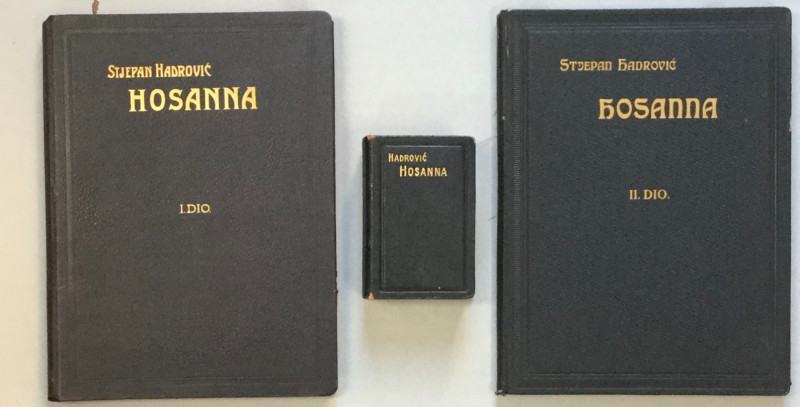 STJEPAN HADROVIĆ
HOSANNA
I. DIO.
HADROVIĆ
HOSANNA
STJEPAN HADROVIĆ
HOSANNA
II. DIO.